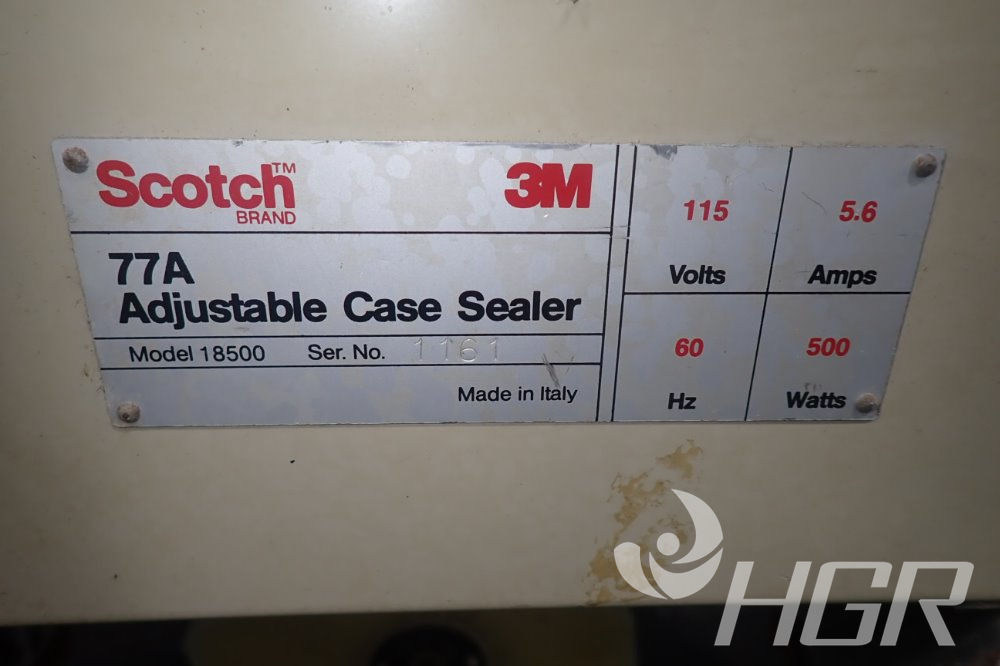 Scotch™
BRAND
3M
77A
Adjustable Case Sealer
Model 18500 Ser. No. 1161
Made in Italy
115
Volts
5.6
Amps
60
Hz
500
Watts
HGR